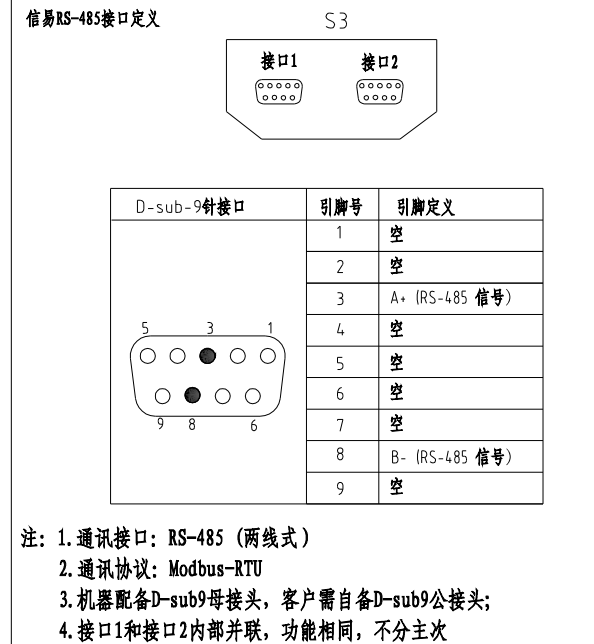 信易RS-485接口定义
S3
接口1 接口2
D-sub-9针接口 引脚号 引脚定义
1 空
2 空
3 A+ (RS-485 信号)
4 空
5 空
6 空
7 空
8 B- (RS-485 信号)
9 空
5 3 1
9 8 6
注: 1.通讯接口: RS-485 (两线式)
2.通讯协议: Modbus-RTU
3.机器配备D-sub9母接头, 客户需自备D-sub9公接头;
4.接口1和接口2内部并联, 功能相同, 不分主次